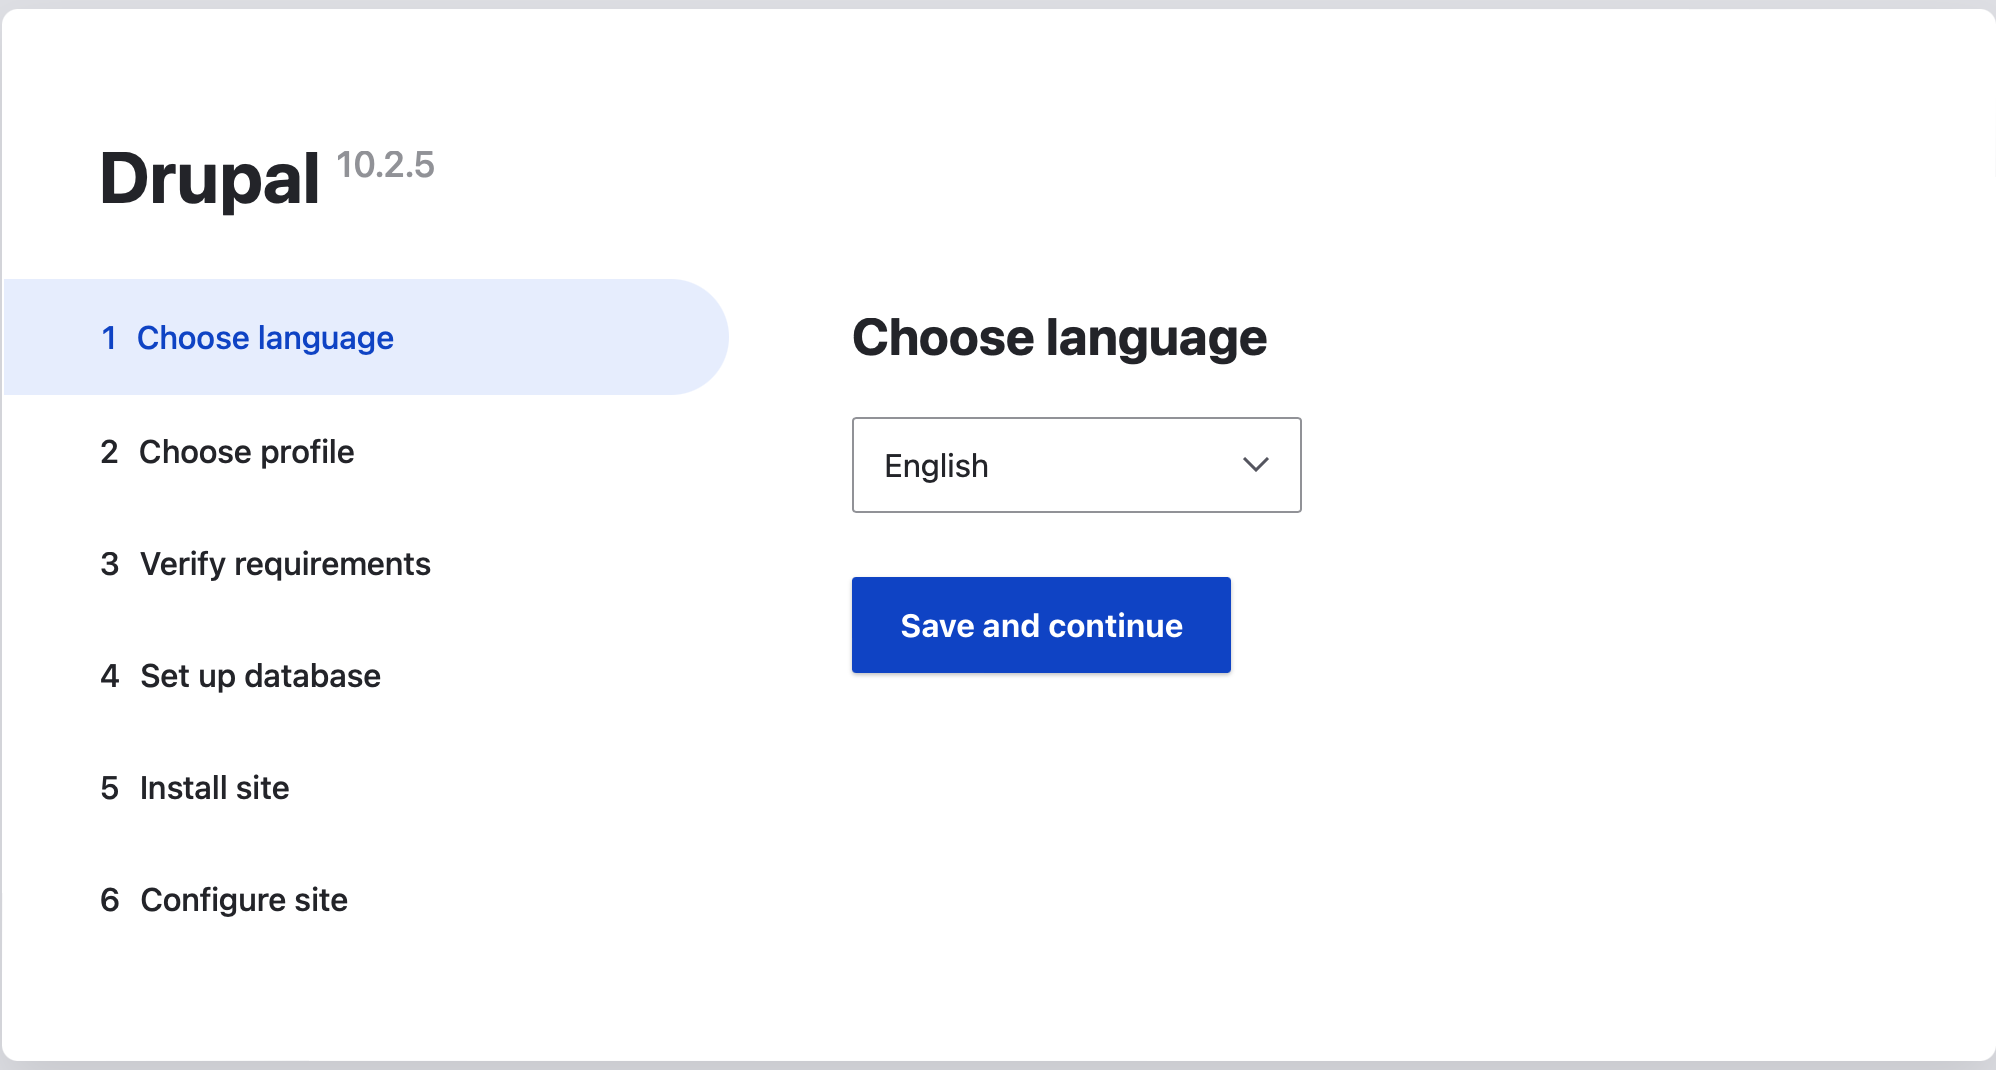 Drupal 10.2.5
1 Choose language
2 Choose profile
3 Verify requirements
4 Set up database
5 Install site
6 Configure site
Choose language
English
Save and continue